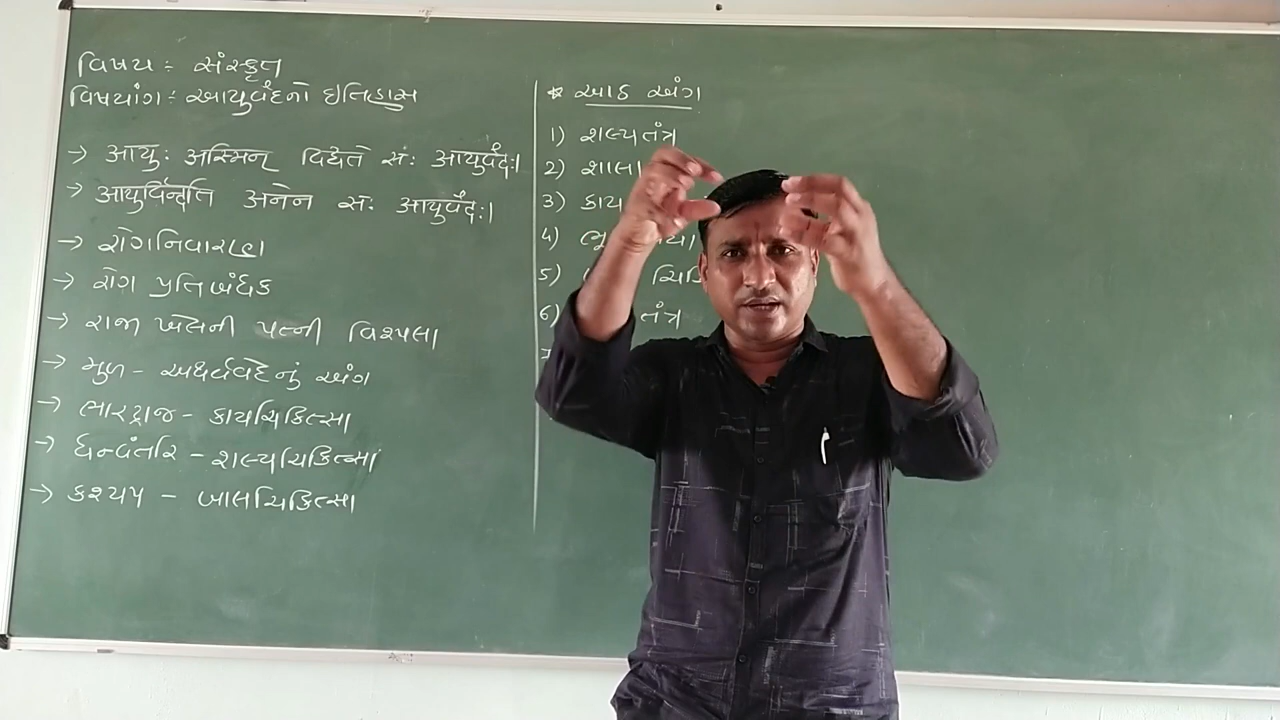 વિષય : સંસ્કૃત
વિષયાંગ : આયુર્વેદનો ઇતિહાસ
→ आयुः अस्मिन् विद्यते सः आयुर्वेदः।
→ आयुर्विन्दति अनेन सः आयुर्वेदः।
→ રોગનિવારણ
→ રોગ પ્રતિબંધક
→ રાજા ખેલની પત્ની વિશ્પલા
→ મુળ - અથર્વવેદનું અંગ
→ ભારદ્વાજ - કાયચિકિત્સા
→ ધન્વંતરિ - શલ્યચિકિત્સા
→ કશ્યપ - બાલચિકિત્સા
* આઠ અંગ
1) શલ્યતંત્ર
2) શાલા
3) કાય
4) ભૂ
5) ચિકિ
6) તંત્ર